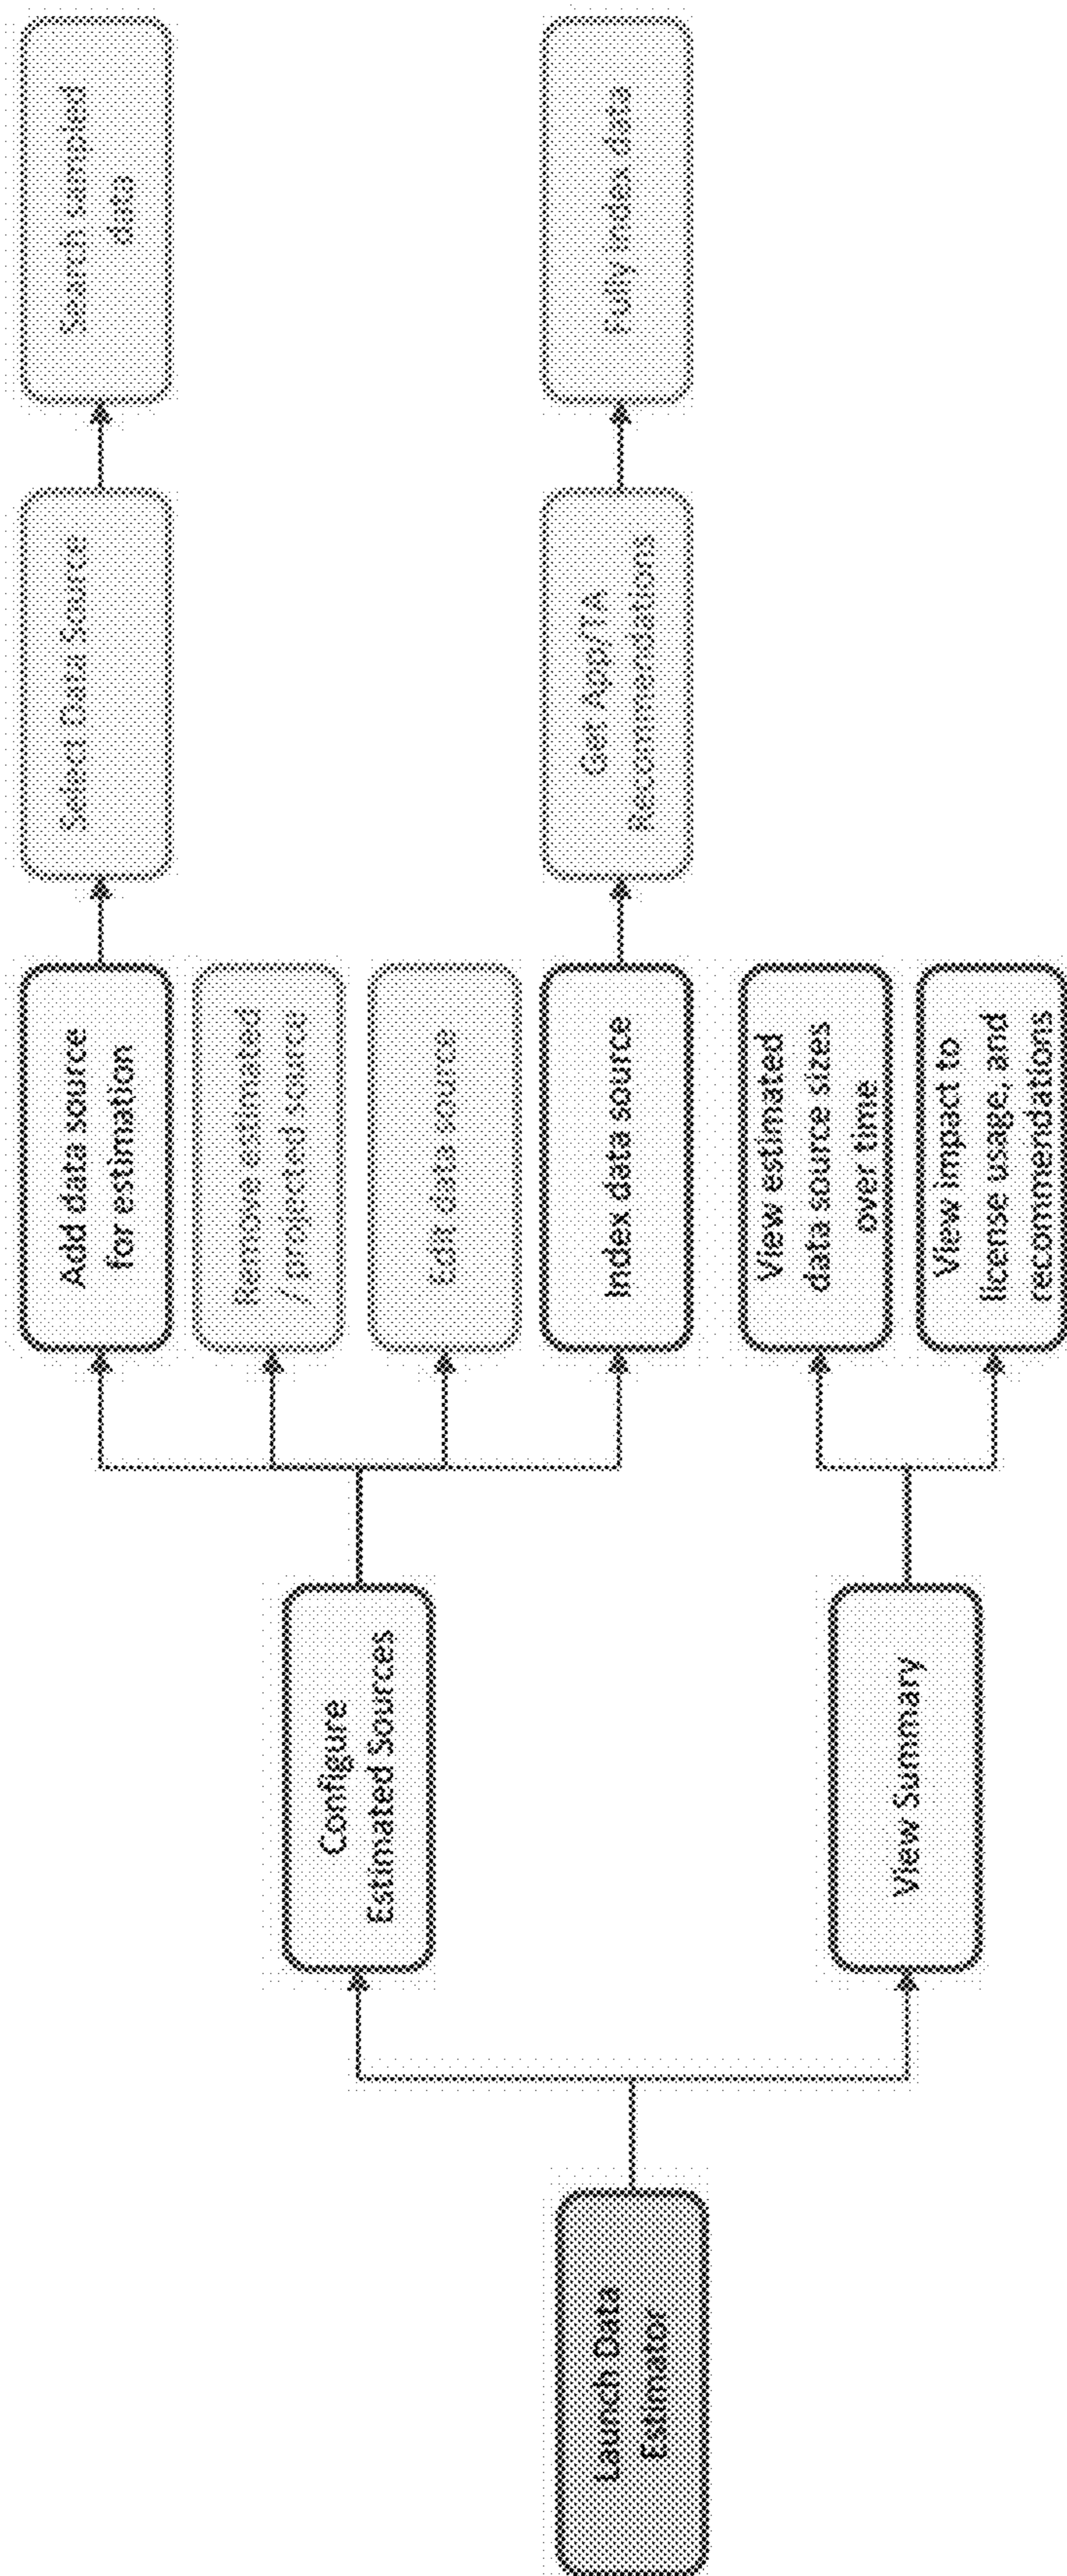 Launch Data
Estimator
Configure
Estimated Sources
View Summary
Add data source
for estimation
Remove estimated
/ projected source
Edit data source
Index data source
View estimated
data source sizes
over time
View impact to
license usage, and
recommendations
Select Data Source
Get App/TA
Recommendations
Search sampled
data
Fully index data